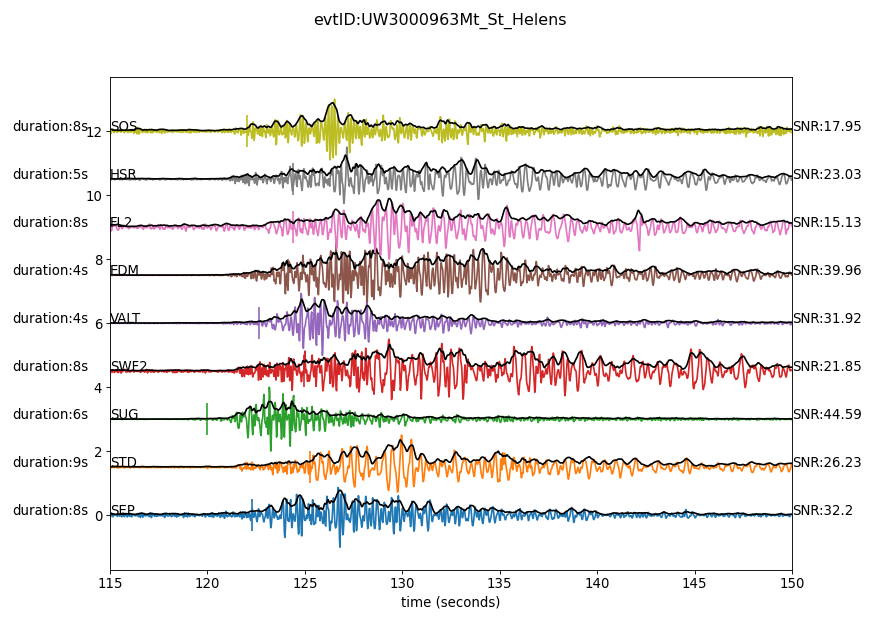 evtID:UW3000963Mt_St_Helens
duration:8s SOS SNR:17.95
12
duration:5s HSR SNR:23.03
10
duration:8s EL2 SNR:15.13
8
duration:4s EDM SNR:39.96
duration:4s VALT SNR:31.92
6
duration:8s SWF2 SNR:21.85
4
duration:6s SUG SNR:44.59
2
duration:9s STD SNR:26.23
duration:8s SEP SNR:32.2
0
115 120 125 130 135 140 145 150
time (seconds)